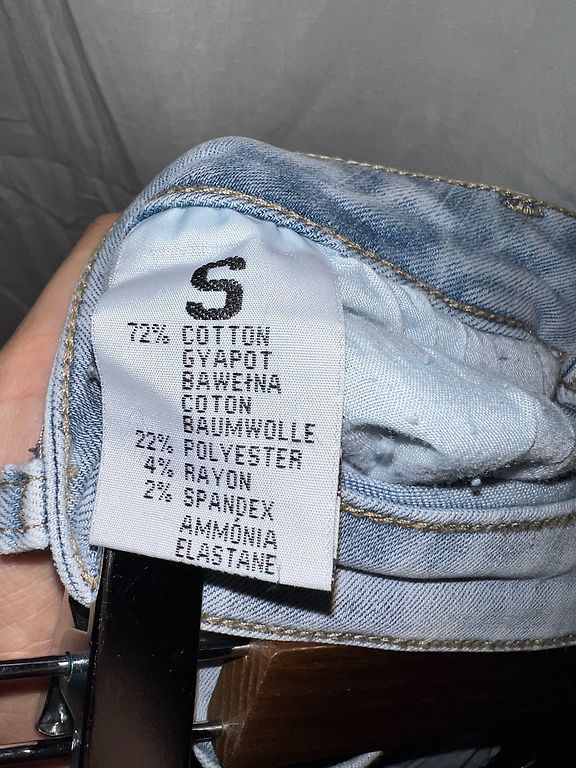 S
72% COTTON
GYAPOT
BAWEŁNA
COTON
BAUMWOLLE
22% POLYESTER
4% RAYON
2% SPANDEX
AMMÓNIA
ELASTANE